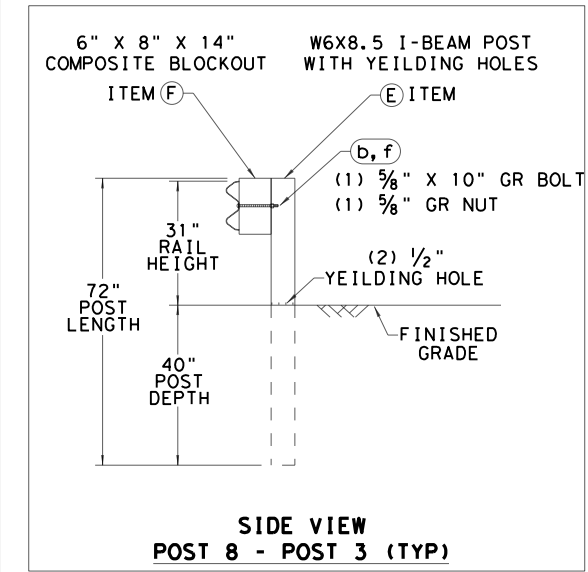 6" X 8" X 14"
COMPOSITE BLOCKOUT
ITEM F
W6X8.5 I-BEAM POST
WITH YEILDING HOLES
E ITEM
b, f
(1) 5/8" X 10" GR BOLT
(1) 5/8" GR NUT
31"
RAIL
HEIGHT
(2) 1/2"
YEILDING HOLE
72"
POST
LENGTH
FINISHED
GRADE
40"
POST
DEPTH
SIDE VIEW
POST 8 - POST 3 (TYP)